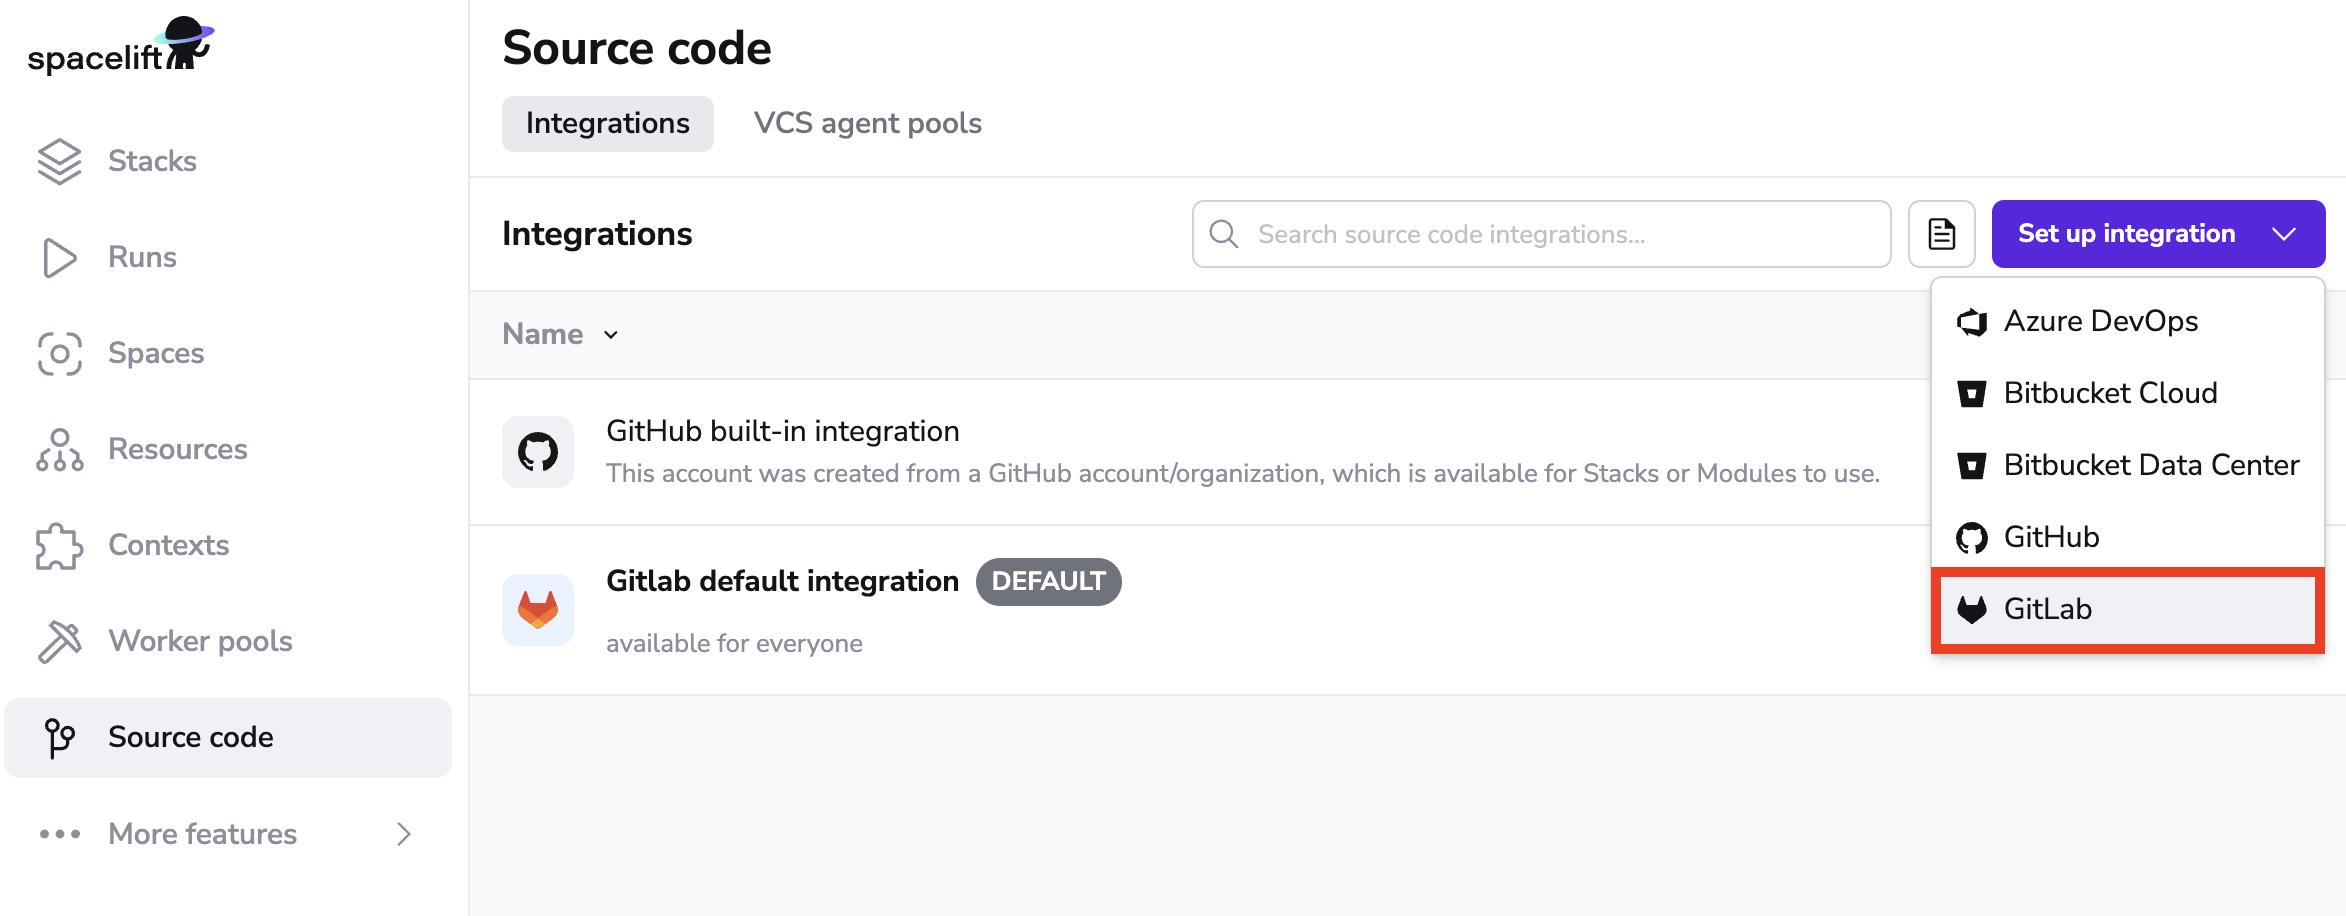 spacelift
Stacks
Runs
Spaces
Resources
Contexts
Worker pools
Source code
More features
Source code
Integrations
VCS agent pools
Integrations
Search source code integrations...
Set up integration
Name
GitHub built-in integration
This account was created from a GitHub account/organization, which is available for Stacks or Modules to use.
Gitlab default integration DEFAULT
available for everyone
Azure DevOps
Bitbucket Cloud
Bitbucket Data Center
GitHub
GitLab